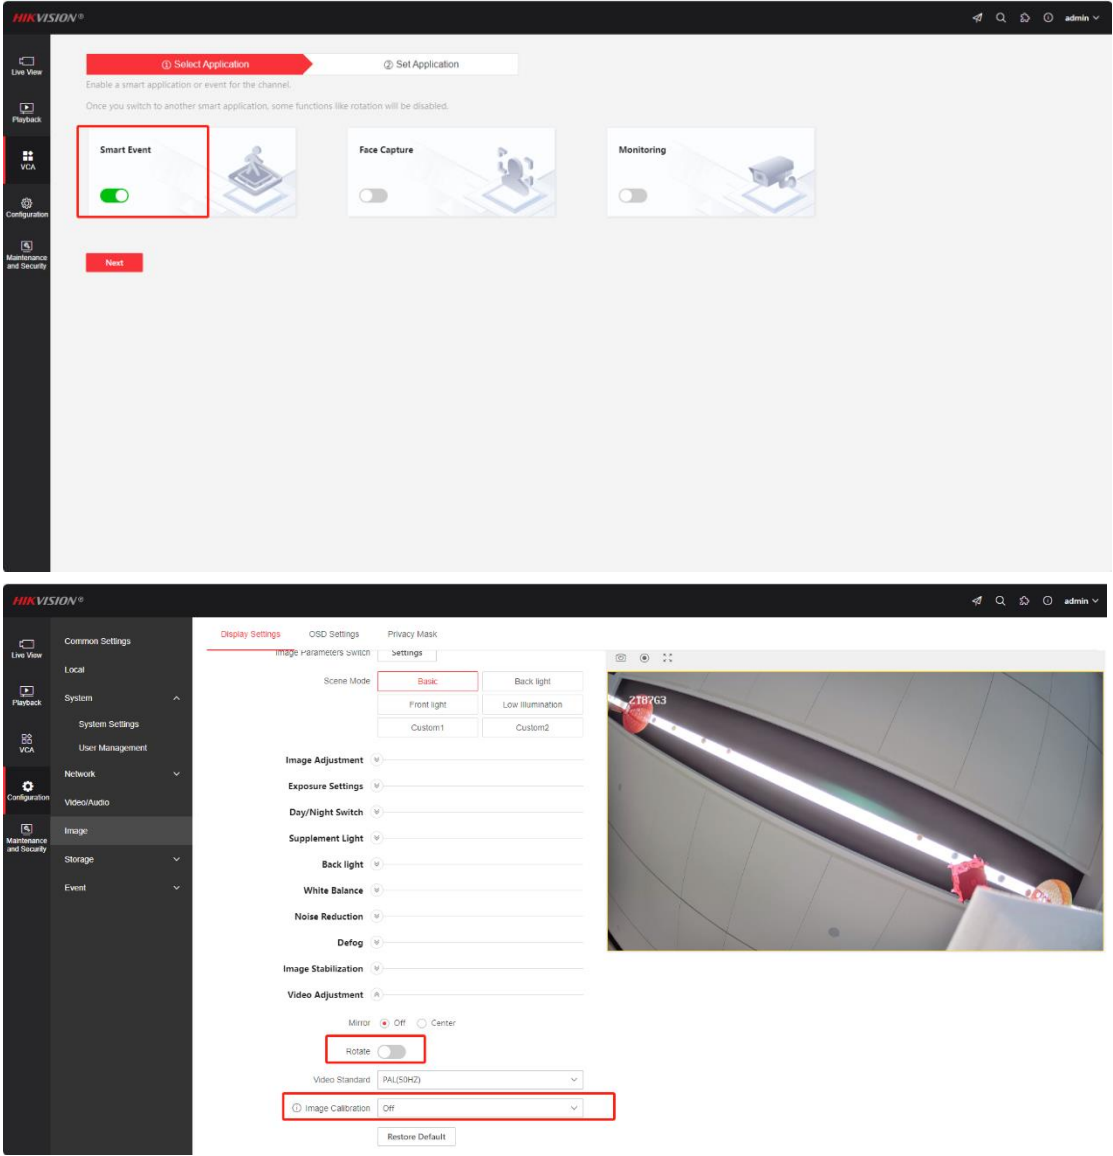 HIKVISION®
admin
Live View
Playback
VCA
Configuration
Maintenance
and Security
① Select Application
② Set Application
Enable a smart application or event for the channel.
Once you switch to another smart application, some functions like rotation will be disabled.
Smart Event
Face Capture
Monitoring
Next
HIKVISION®
admin
Live View
Playback
VCA
Configuration
Maintenance
and Security
Common Settings
Local
System
System Settings
User Management
Network
Video/Audio
Image
Storage
Event
Display Settings
OSD Settings
Privacy Mask
Image Parameters Switch
Settings
Scene Mode
Basic
Back light
Front light
Low Illumination
Custom1
Custom2
Image Adjustment
Exposure Settings
Day/Night Switch
Supplement Light
Back light
White Balance
Noise Reduction
Defog
Image Stabilization
Video Adjustment
Mirror
Off
Center
Rotate
Video Standard
PAL(50HZ)
Image Calibration
Off
Restore Default
2T87G3